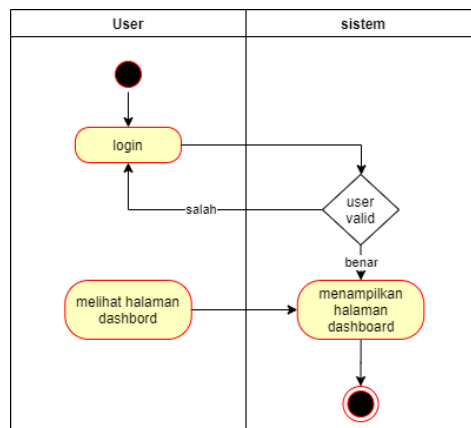 User
sistem
login
user
valid
salah
benar
melihat halaman
dashbord
menampilkan
halaman
dashboard